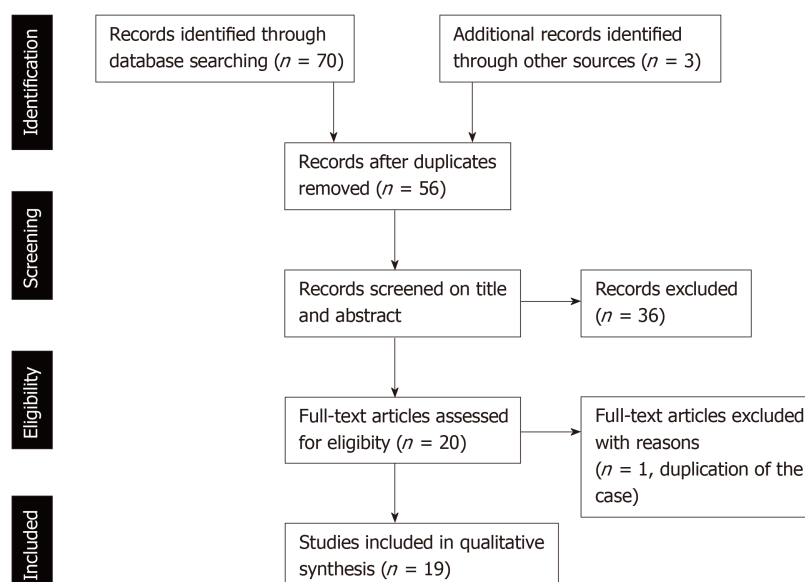 Identification
Records identified through
database searching (n = 70)
Additional records identified
through other sources (n = 3)
Records after duplicates
removed (n = 56)
Screening
Records screened on title
and abstract
Records excluded
(n = 36)
Eligibility
Full-text articles assessed
for eligibity (n = 20)
Full-text articles excluded
with reasons
(n = 1, duplication of the
case)
Included
Studies included in qualitative
synthesis (n = 19)